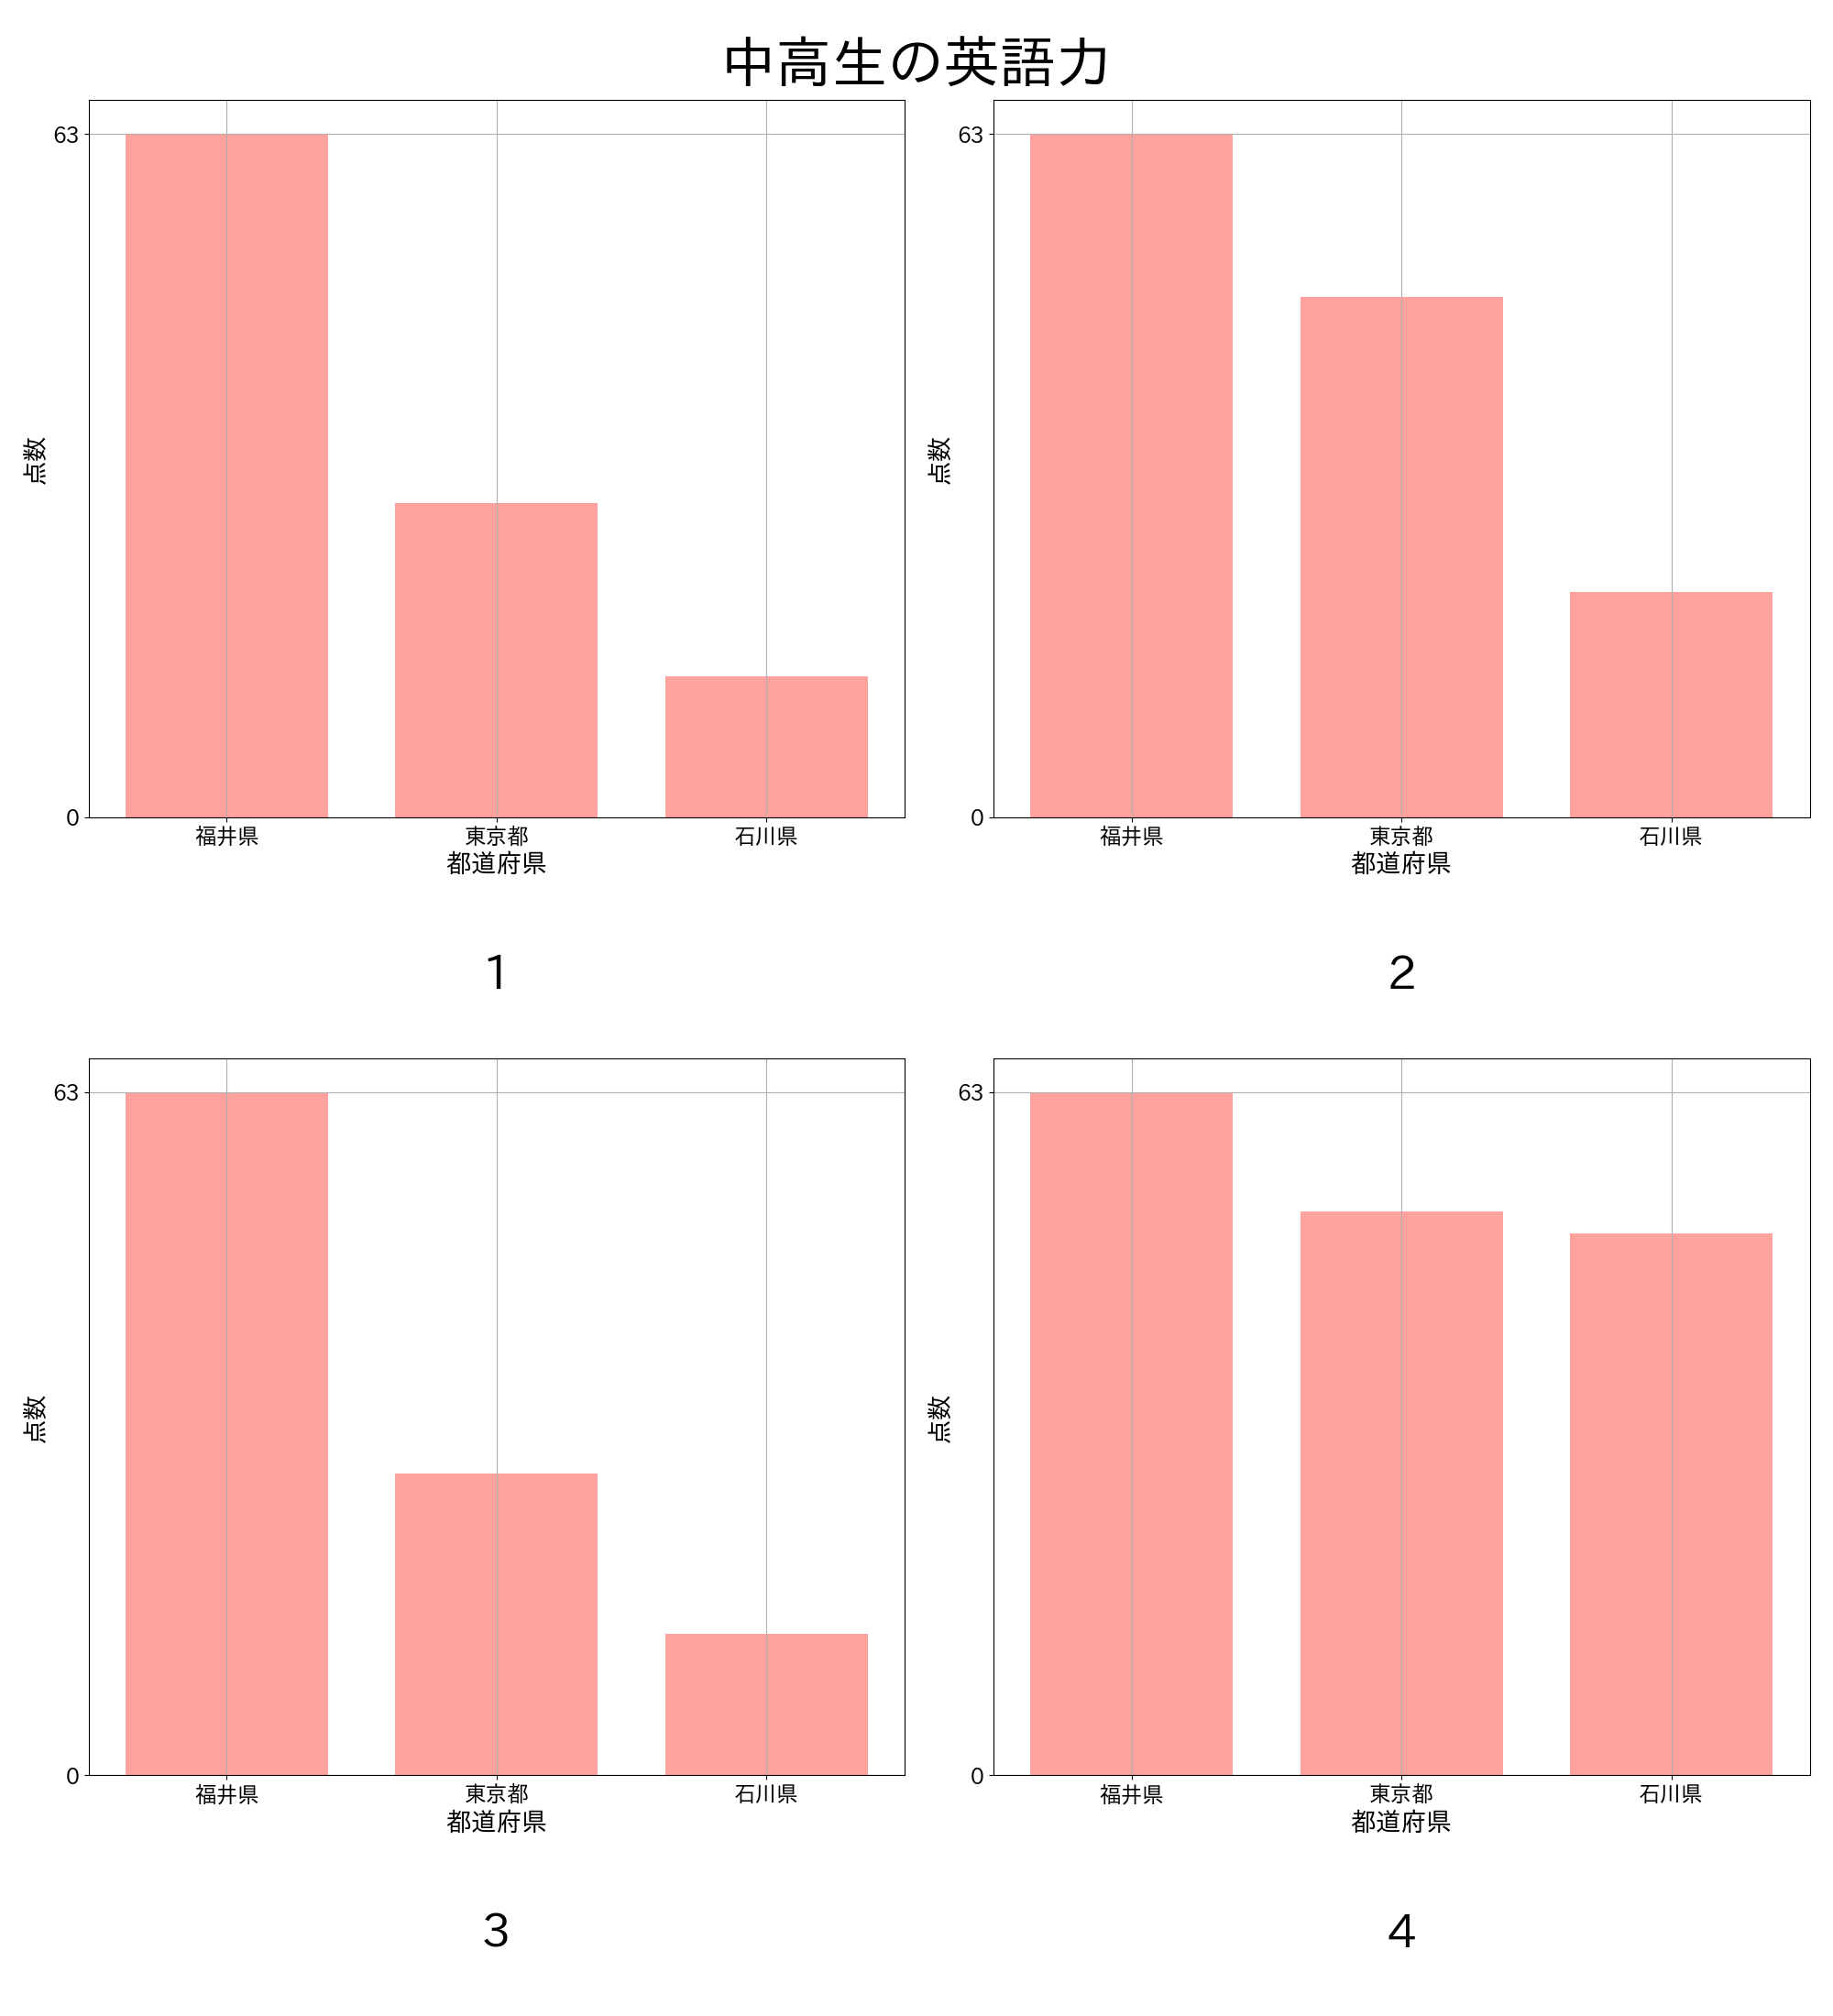 中高生の英語力
63
点数
0
福井県 東京都 石川県
都道府県
1
63
点数
0
福井県 東京都 石川県
都道府県
2
63
点数
0
福井県 東京都 石川県
都道府県
3
63
点数
0
福井県 東京都 石川県
都道府県
4